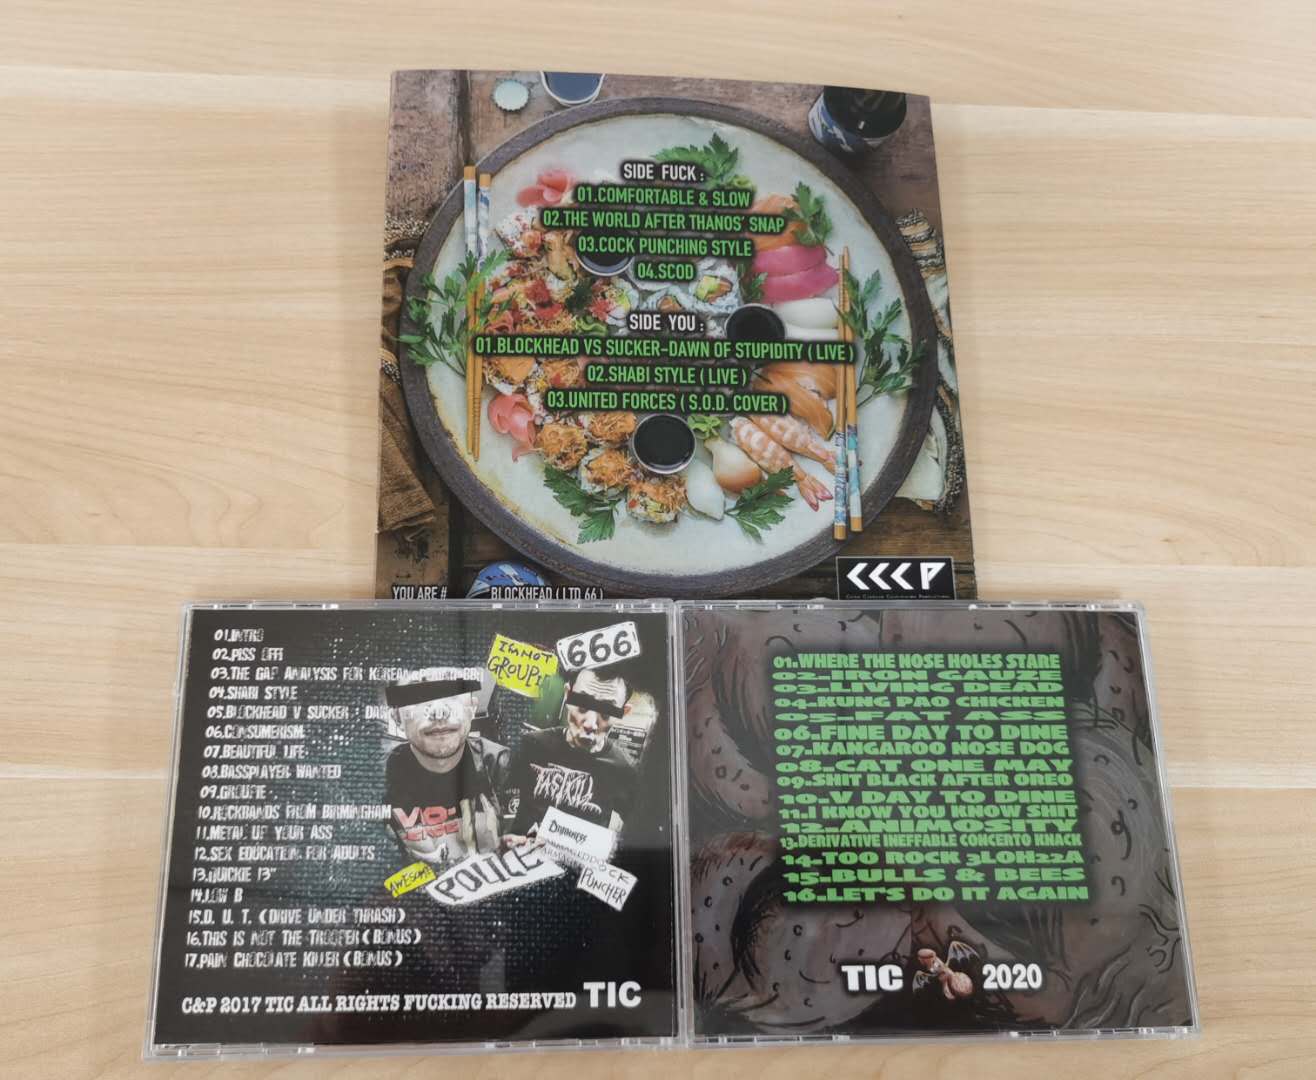 SIDE FUCK :
01.COMFORTABLE & SLOW
02.THE WORLD AFTER THANOS' SNAP
03.COCK PUNCHING STYLE
04.SCOD
SIDE YOU :
01.BLOCKHEAD VS SUCKER-DAWN OF STUPIDITY ( LIVE )
02.SHABI STYLE ( LIVE )
03.UNITED FORCES ( S.O.D. COVER )
YOU ARE #
BLOCKHEAD ( LTD 66 )
CCCP
01.INTRO
02.PISS OFF!
03.THE GAP ANALYSIS FOR KOREAN
04.SHABI STYLE
05.BLOCKHEAD V SUCKER : DAWN OF STUPIDITY
06.CONSUMERISM
07.BEAUTIFUL LIFE
08.BASSPLAYER WANTED
09.GROUPIE
10.ROCKBANDS FROM BIRMINGHAM
11.METAL UP YOUR ASS
12.SEX EDUCATION FOR ADULTS
13.QUICKIE 13"
14.LOW B
15.D. U. T. ( DRIVE UNDER THRASH )
16.THIS IS NOT THE TROOPER ( BONUS )
17.PAIN CHOCOLATE KILLER ( BONUS )
I'M NOT
GROUPIE
666
VIO-
AWESOME
POLICE
PUNCHER
C&P 2017 TIC ALL RIGHTS FUCKING RESERVED TIC
01.WHERE THE NOSE HOLES STARE
02.IRON GAUZE
03.LIVING DEAD
04.KUNG PAO CHICKEN
05.FAT ASS
06.FINE DAY TO DINE
07.KANGAROO NOSE DOG
08.CAT ONE MAY
09.SHIT BLACK AFTER OREO
10.V DAY TO DINE
11.I KNOW YOU KNOW SHIT
12.ANIMOSITY
13.DERIVATIVE INEFFABLE CONCERTO KNACK
14.TOO ROCK 3LOH22A
15.BULLS & BEES
16.LET'S DO IT AGAIN
TIC 2020